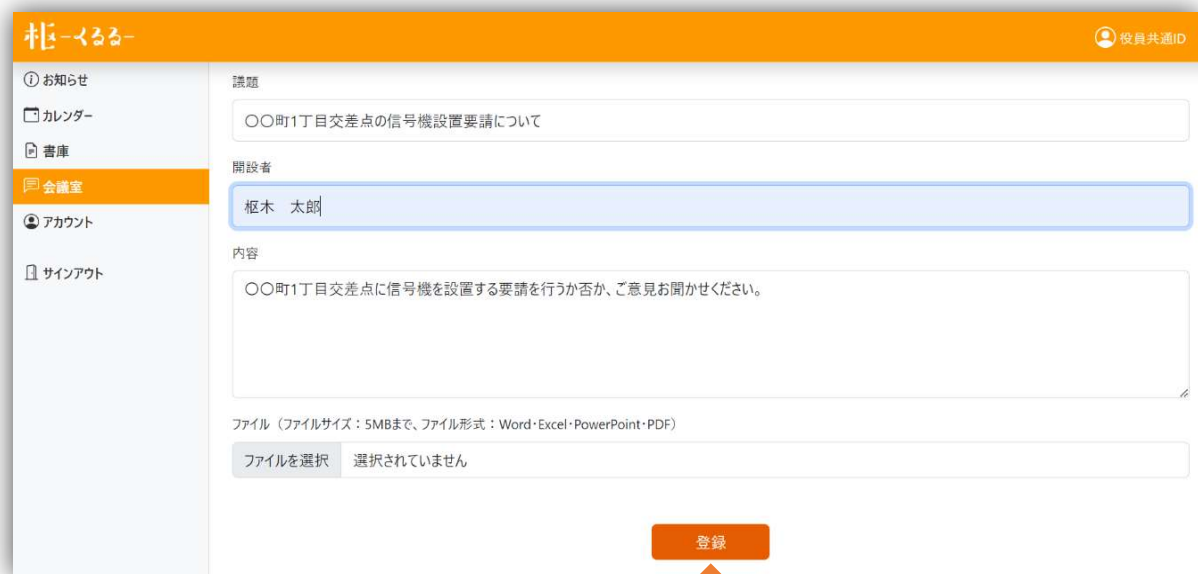 枢-くるる-
役員共通ID
お知らせ
カレンダー
書庫
会議室
アカウント
サインアウト
議題
〇〇町1丁目交差点の信号機設置要請について
開設者
枢木　太郎
内容
〇〇町1丁目交差点に信号機を設置する要請を行うか否か、ご意見お聞かせください。
ファイル（ファイルサイズ：5MBまで、ファイル形式：Word･Excel･PowerPoint･PDF）
ファイルを選択　選択されていません
登録